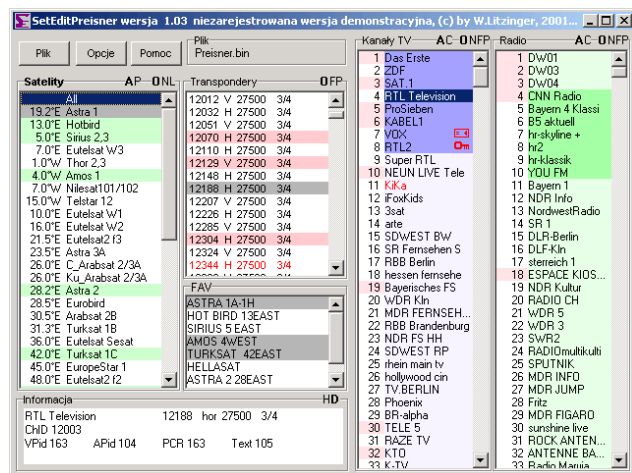 SetEditPreisner wersja 1.03 niezarejestrowana wersja demonstracyjna, (c) by W.Litzinger, 2001...
Plik
Opcje
Pomoc
Plik
Preisner.bin
Satelity AP ONL
All
19.2°E Astra 1
13.0°E Hotbird
5.0°E Sirius 2,3
7.0°E Eutelsat W3
1.0°W Thor 2,3
4.0°W Amos 1
7.0°W Nilesat101/102
15.0°W Telstar 12
10.0°E Eutelsat W1
16.0°E Eutelsat W2
21.5°E Eutelsat2 f3
23.5°E Astra 3A
26.0°E C_Arabsat 2/3A
26.0°E Ku_Arabsat 2/3A
28.2°E Astra 2
28.5°E Eurobird
30.5°E Arabsat 2B
31.3°E Turksat 1B
36.0°E Eutelsat Sesat
42.0°E Turksat 1C
45.0°E EuropeStar 1
48.0°E Eutelsat2 f2
Transpondery OFP
12012 V 27500 3/4
12032 H 27500 3/4
12051 V 27500 3/4
12070 H 27500 3/4
12110 H 27500 3/4
12129 V 27500 3/4
12148 H 27500 3/4
12188 H 27500 3/4
12207 V 27500 3/4
12226 H 27500 3/4
12285 V 27500 3/4
12304 H 27500 3/4
12324 V 27500 3/4
12344 H 27500 3/4
FAV
ASTRA 1A-1H
HOT BIRD 13EAST
SIRIUS 5 EAST
AMOS 4WEST
TURKSAT 42EAST
HELLASAT
ASTRA 2 28EAST
Informacja HD
RTL Television 12188 hor 27500 3/4
ChID 12003
VPid 163 APid 104 PCR 163 Text 105
Kanały TV AC ONFP
1 Das Erste
2 ZDF
3 SAT.1
4 RTL Television
5 ProSieben
6 KABEL1
7 VOX
8 RTL2
9 Super RTL
10 NEUN LIVE Tele
11 KiKa
12 iFoxKids
13 3sat
14 arte
15 SDWEST BW
16 SR Fernsehen S
17 RBB Berlin
18 hessen fernsehe
19 Bayerisches FS
20 WDR Kln
21 MDR FERNSEH...
22 RBB Brandenburg
23 NDR FS HH
24 SDWEST RP
25 rhein main tv
26 hollywood cin
27 TV.BERLIN
28 Phoenix
29 BR-alpha
30 TELE 5
31 RAZE TV
32 KTO
33 K-TV
Radio AC ONFP
1 DW01
2 DW03
3 DW04
4 CNN Radio
5 Bayern 4 Klassi
6 B5 aktuell
7 hr-skyline +
8 hr2
9 hr-klassik
10 YOU FM
11 Bayern 1
12 NDR Info
13 NordwestRadio
14 SR 1
15 DLR-Berlin
16 DLF-Kln
17 sterreich 1
18 ESPACE KIOS...
19 NDR Kultur
20 RADIO CH
21 WDR 5
22 WDR 3
23 SWR2
24 RADIOmultikulti
25 SPUTNIK
26 MDR INFO
27 MDR JUMP
28 Fritz
29 MDR FIGARO
30 sunshine live
31 ROCK ANTEN...
32 ANTENNE BA...
33 Radio Maryja